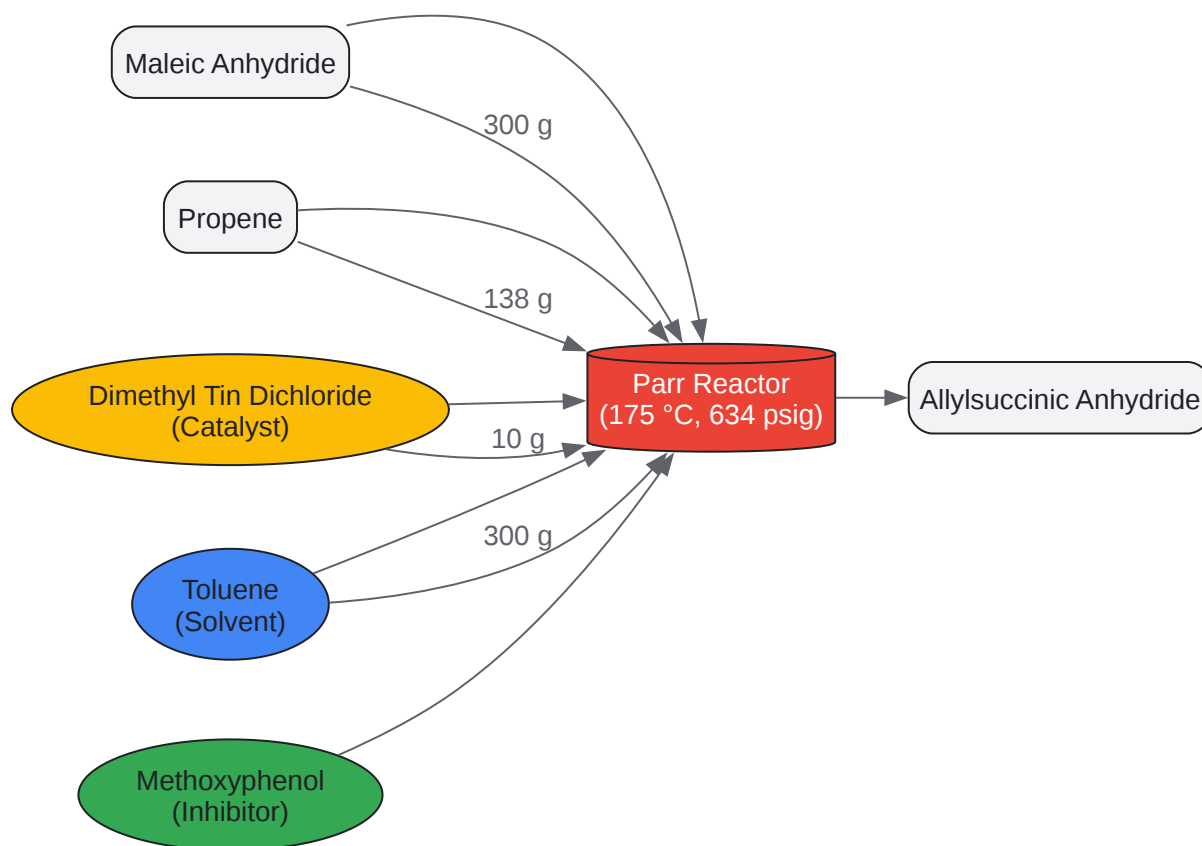 Maleic Anhydride
300 g
Propene
138 g
Dimethyl Tin Dichloride
(Catalyst)
10 g
Parr Reactor
(175 °C, 634 psig)
Allylsuccinic Anhydride
Toluene
(Solvent)
300 g
Methoxyphenol
(Inhibitor)